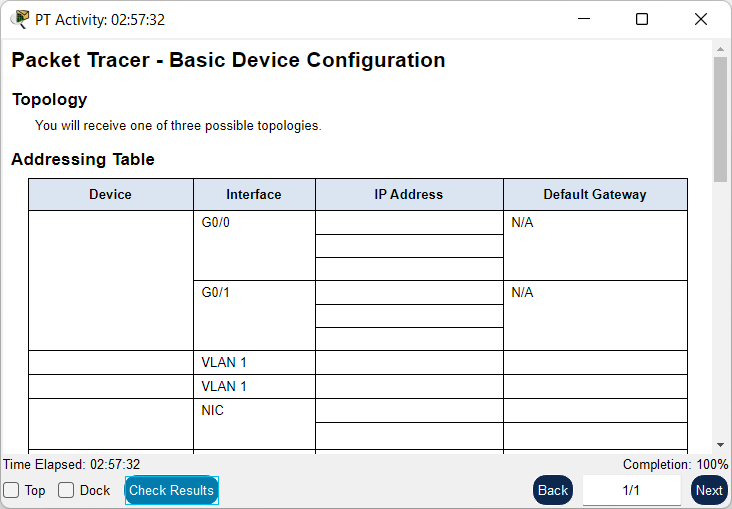 PT Activity: 02:57:32
Packet Tracer - Basic Device Configuration
Topology
You will receive one of three possible topologies.
Addressing Table
Device Interface IP Address Default Gateway
G0/0 N/A
G0/1 N/A
VLAN 1
VLAN 1
NIC
Time Elapsed: 02:57:32 Completion: 100%
Top Dock Check Results Back 1/1 Next